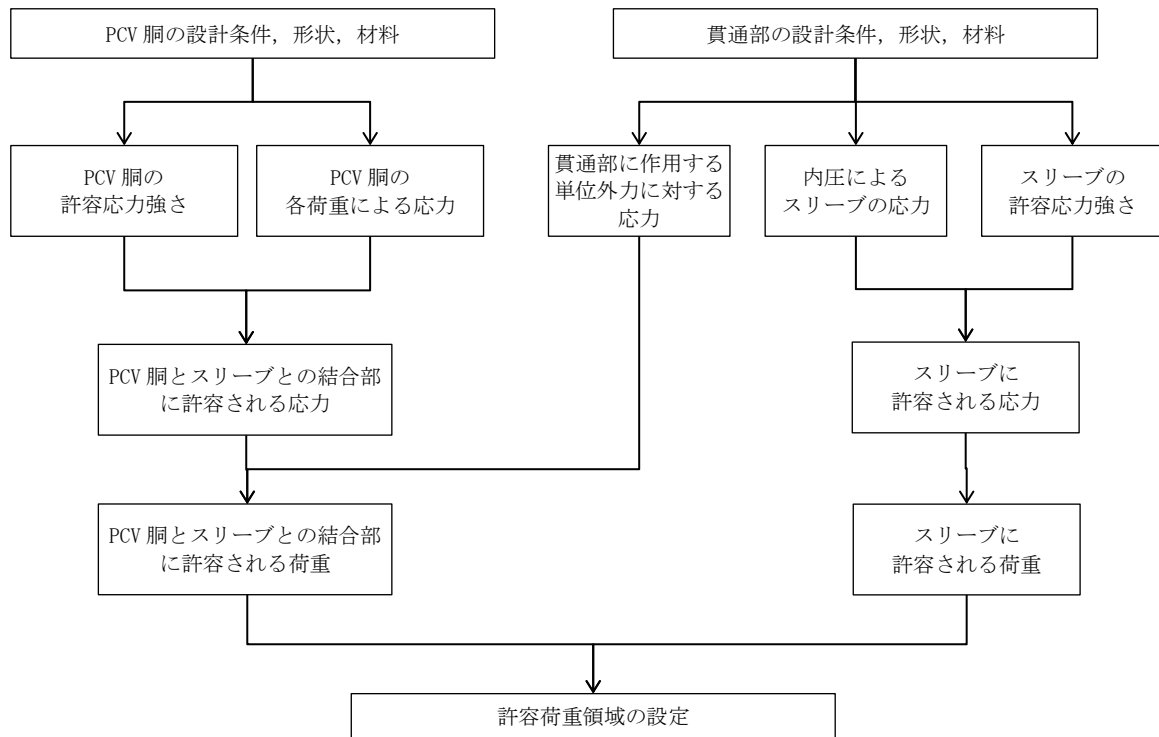 PCV 胴の設計条件，形状，材料
貫通部の設計条件，形状，材料
PCV 胴の
許容応力強さ
PCV 胴の
各荷重による応力
貫通部に作用する
単位外力に対する
応力
内圧による
スリーブの応力
スリーブの
許容応力強さ
PCV 胴とスリーブとの結合部
に許容される応力
スリーブに
許容される応力
PCV 胴とスリーブとの結合部
に許容される荷重
スリーブに
許容される荷重
許容荷重領域の設定